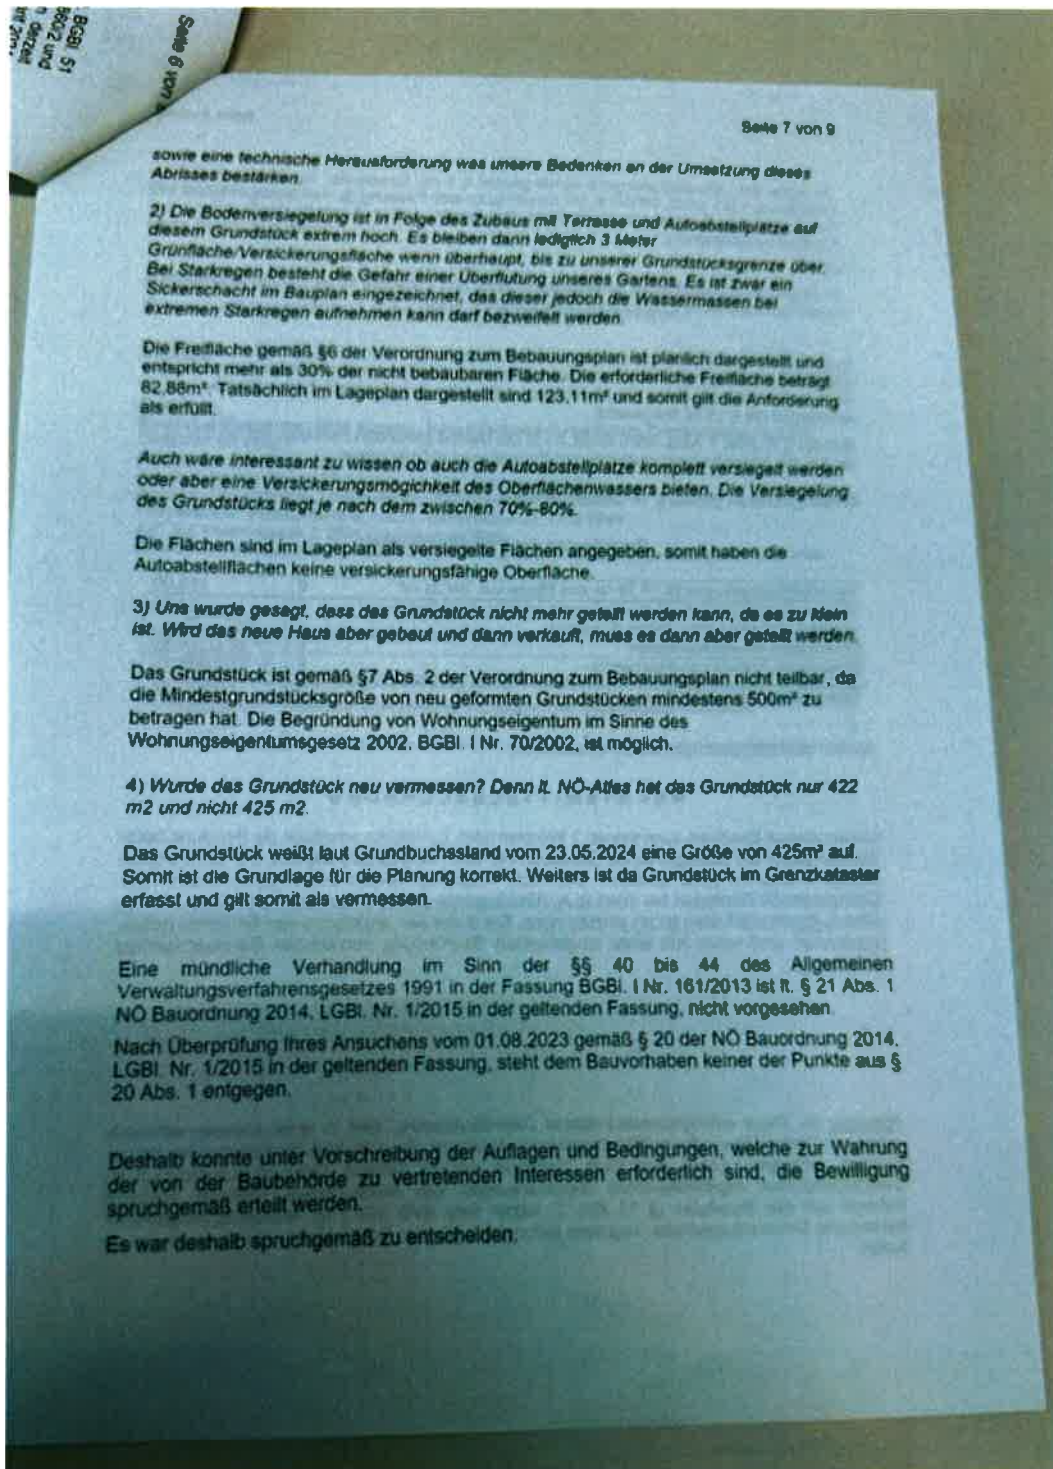 . BGBl. 51
860/2 und
n. derzeit
Seite 6 von
Seite 7 von 9
sowie eine technische Herausforderung was unsere Bedenken an der Umsetzung dieses
Abrisses bestärken.
2) Die Bodenversiegelung ist in Folge des Zubaus mit Terrasse und Autoabstellplätze auf
diesem Grundstück extrem hoch. Es bleiben dann lediglich 3 Meter
Grünfläche/Versickerungsfläche wenn überhaupt, bis zu unserer Grundstücksgrenze über.
Bei Starkregen besteht die Gefahr einer Überflutung unseres Gartens. Es ist zwar ein
Sickerschacht im Bauplan eingezeichnet, das dieser jedoch die Wassermassen bei
extremen Starkregen aufnehmen kann darf bezweifelt werden.
Die Freifläche gemäß §6 der Verordnung zum Bebauungsplan ist planlich dargestellt und
entspricht mehr als 30% der nicht bebaubaren Fläche. Die erforderliche Freifläche beträgt
82,88m². Tatsächlich im Lageplan dargestellt sind 123,11m² und somit gilt die Anforderung
als erfüllt.
Auch wäre interessant zu wissen ob auch die Autoabstellplätze komplett versiegelt werden
oder aber eine Versickerungsmögichkeit des Oberflächenwassers bieten. Die Versiegelung
des Grundstücks liegt je nach dem zwischen 70%-80%.
Die Flächen sind im Lageplan als versiegelte Flächen angegeben, somit haben die
Autoabstellflächen keine versickerungsfähige Oberfläche.
3) Uns wurde gesagt, dass das Grundstück nicht mehr geteilt werden kann, da es zu klein
ist. Wird das neue Haus aber gebaut und dann verkauft, muss es dann aber geteilt werden.
Das Grundstück ist gemäß §7 Abs. 2 der Verordnung zum Bebauungsplan nicht teilbar, da
die Mindestgrundstücksgröße von neu geformten Grundstücken mindestens 500m² zu
betragen hat. Die Begründung von Wohnungseigentum im Sinne des
Wohnungseigentumsgesetz 2002, BGBl. I Nr. 70/2002, ist möglich.
4) Wurde das Grundstück neu vermessen? Denn lt. NÖ-Atlas hat das Grundstück nur 422
m2 und nicht 425 m2.
Das Grundstück weißt laut Grundbuchsstand vom 23.05.2024 eine Größe von 425m² auf.
Somit ist die Grundlage für die Planung korrekt. Weiters ist da Grundstück im Grenzkataster
erfasst und gilt somit als vermessen.
Eine mündliche Verhandlung im Sinn der §§ 40 bis 44 des Allgemeinen
Verwaltungsverfahrensgesetzes 1991 in der Fassung BGBl. I Nr. 161/2013 ist lt. § 21 Abs. 1
NÖ Bauordnung 2014, LGBl. Nr. 1/2015 in der geltenden Fassung, nicht vorgesehen.
Nach Überprüfung Ihres Ansuchens vom 01.08.2023 gemäß § 20 der NÖ Bauordnung 2014,
LGBl. Nr. 1/2015 in der geltenden Fassung, steht dem Bauvorhaben keiner der Punkte aus §
20 Abs. 1 entgegen.
Deshalb konnte unter Vorschreibung der Auflagen und Bedingungen, welche zur Wahrung
der von der Baubehörde zu vertretenden Interessen erforderlich sind, die Bewilligung
spruchgemäß erteilt werden.
Es war deshalb spruchgemäß zu entscheiden.